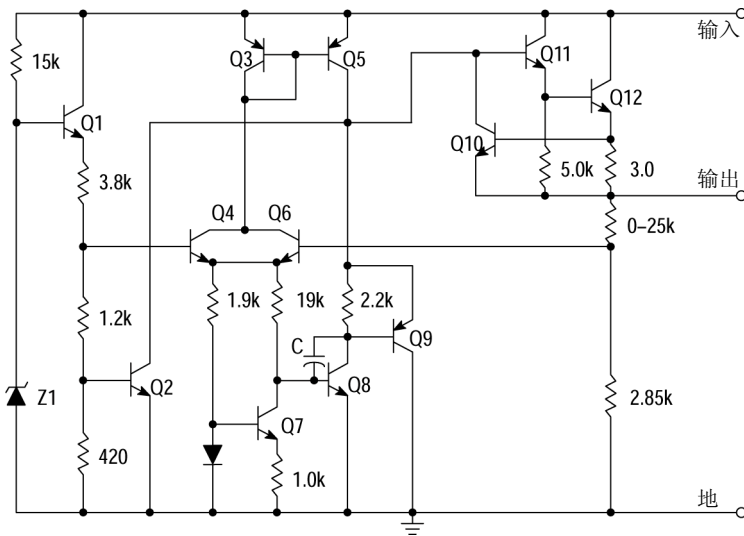 输入
15k
Q3
Q5
Q11
Q12
Q1
Q10
3.8k
5.0k
3.0
输出
Q4
Q6
0–25k
1.2k
1.9k
19k
2.2k
C
Q9
Z1
Q2
Q8
2.85k
Q7
420
1.0k
地